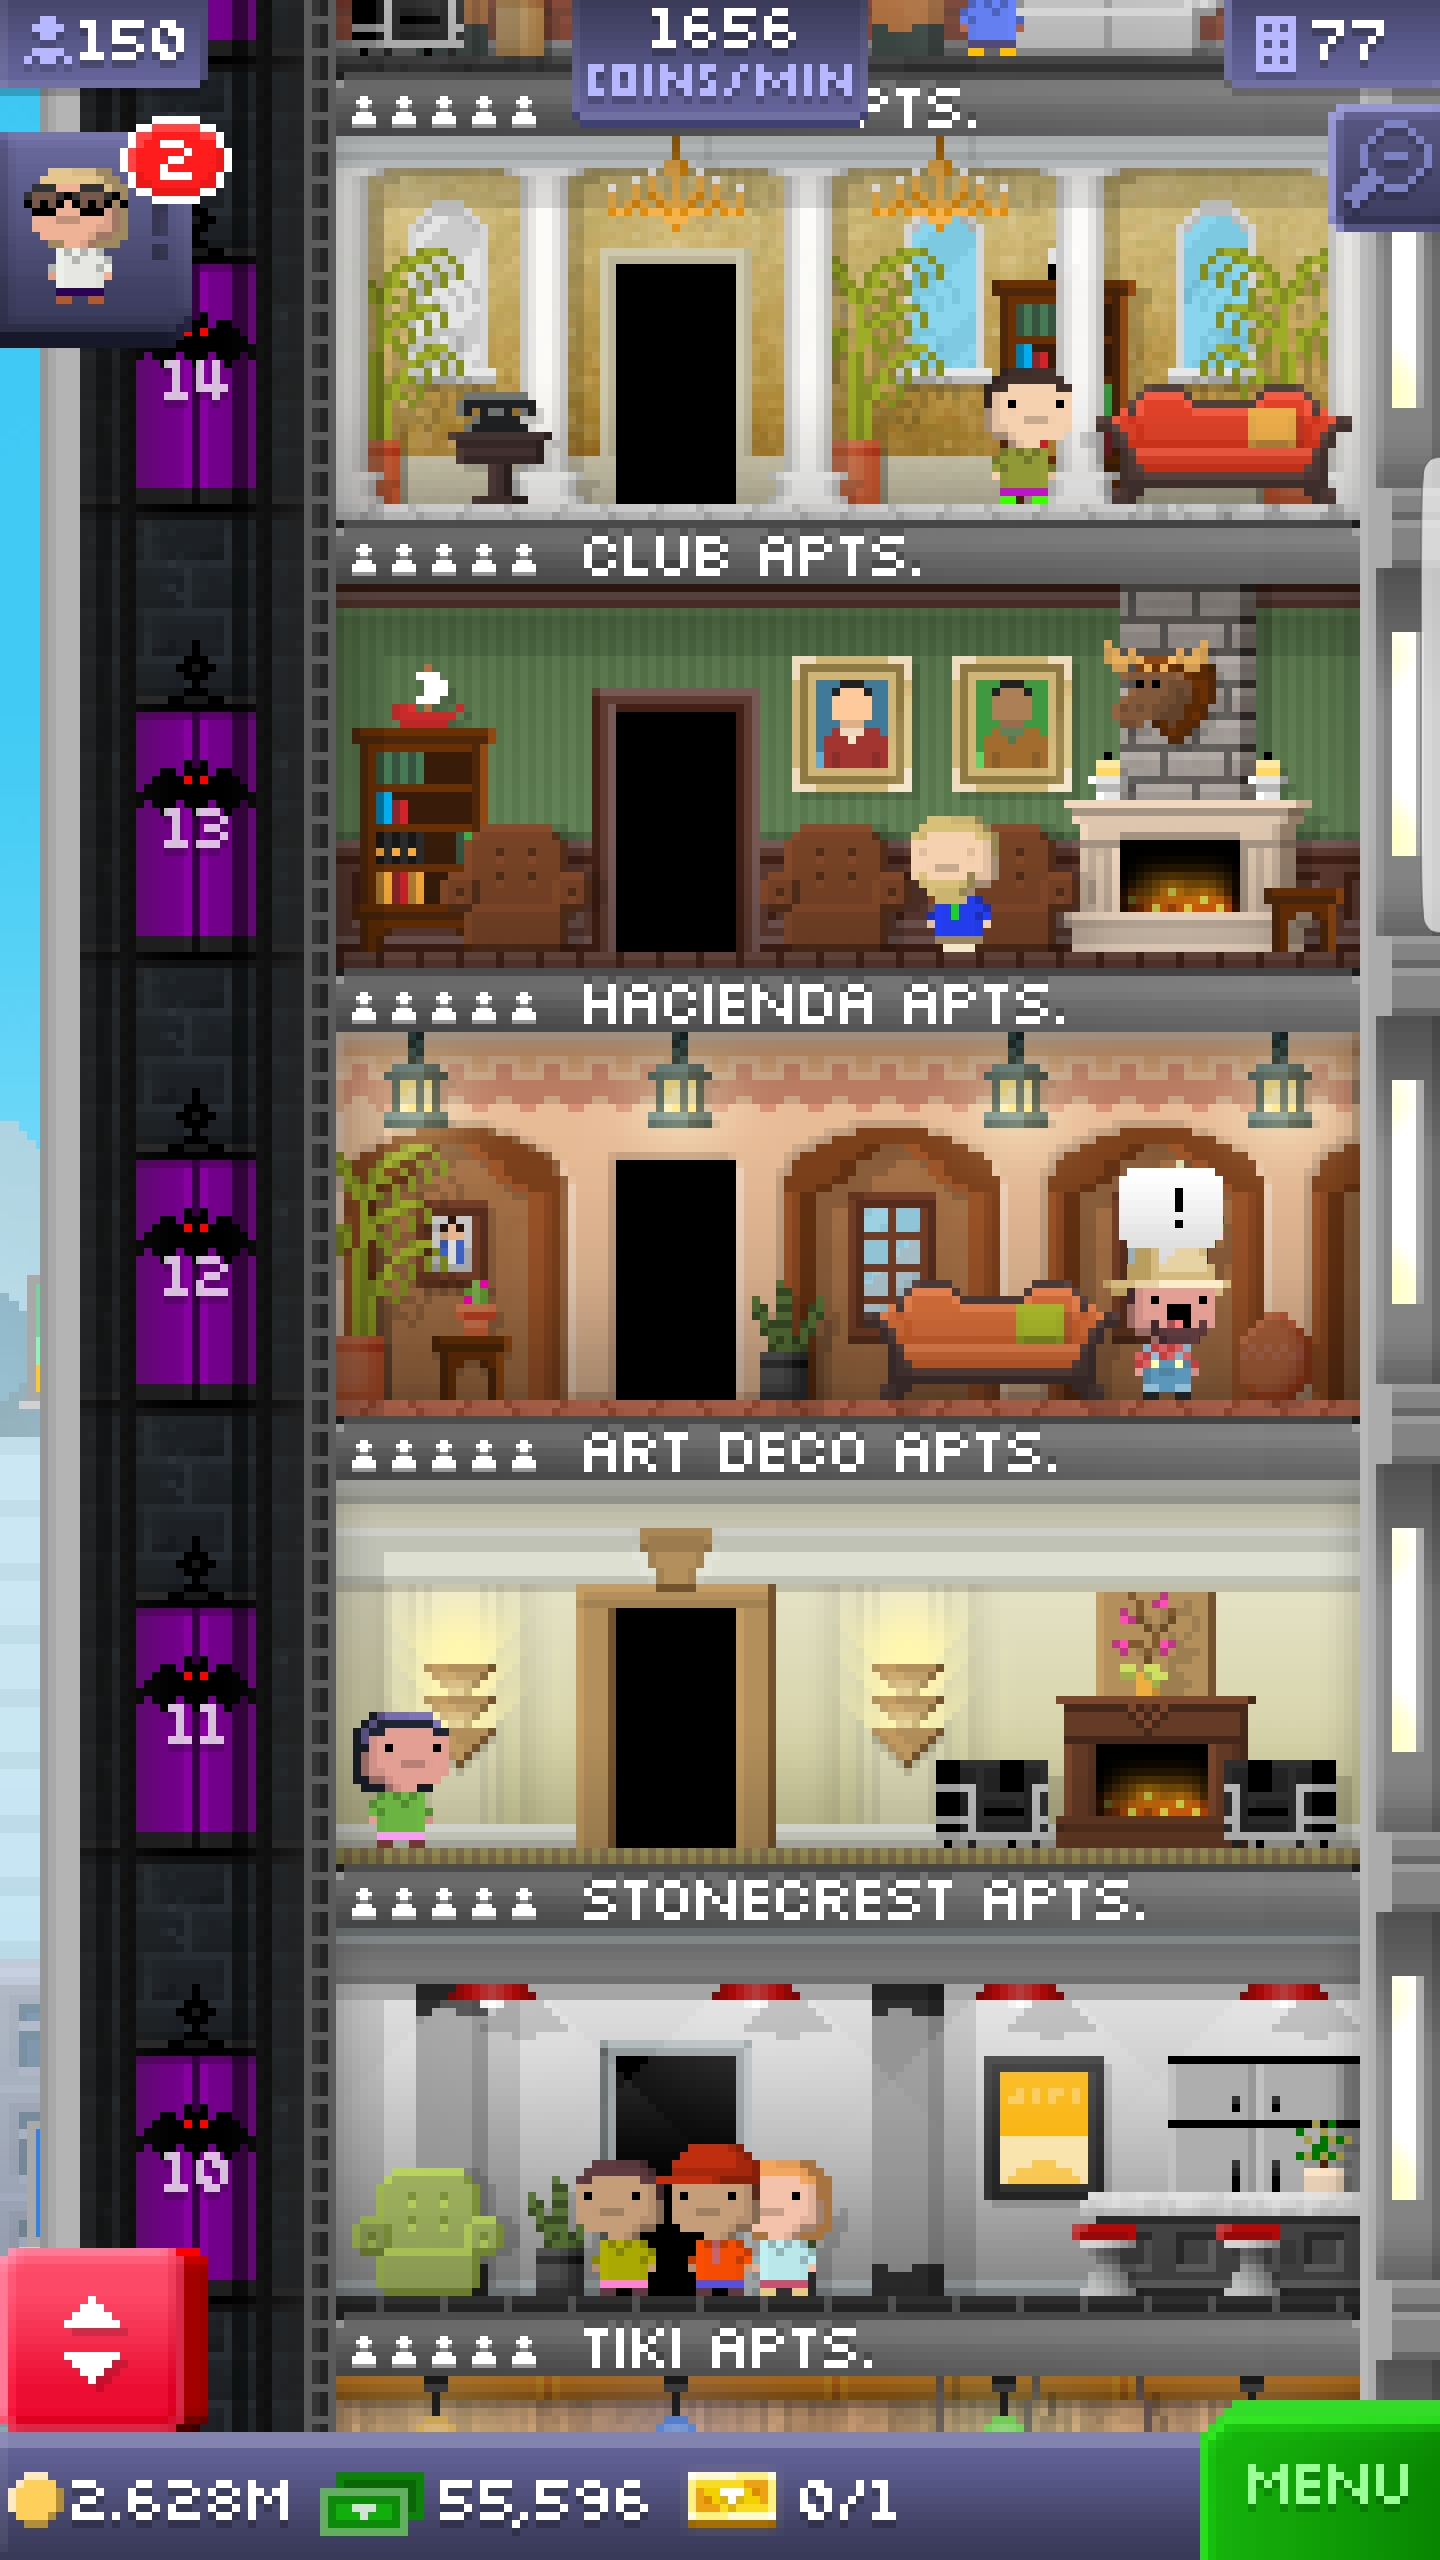 150
1656
COINS/MIN
77
PTS.
2
14
CLUB APTS.
13
HACIENDA APTS.
12
!
ART DECO APTS.
11
STONECREST APTS.
10
TIKI APTS.
2.628M
55,596
0/1
MENU